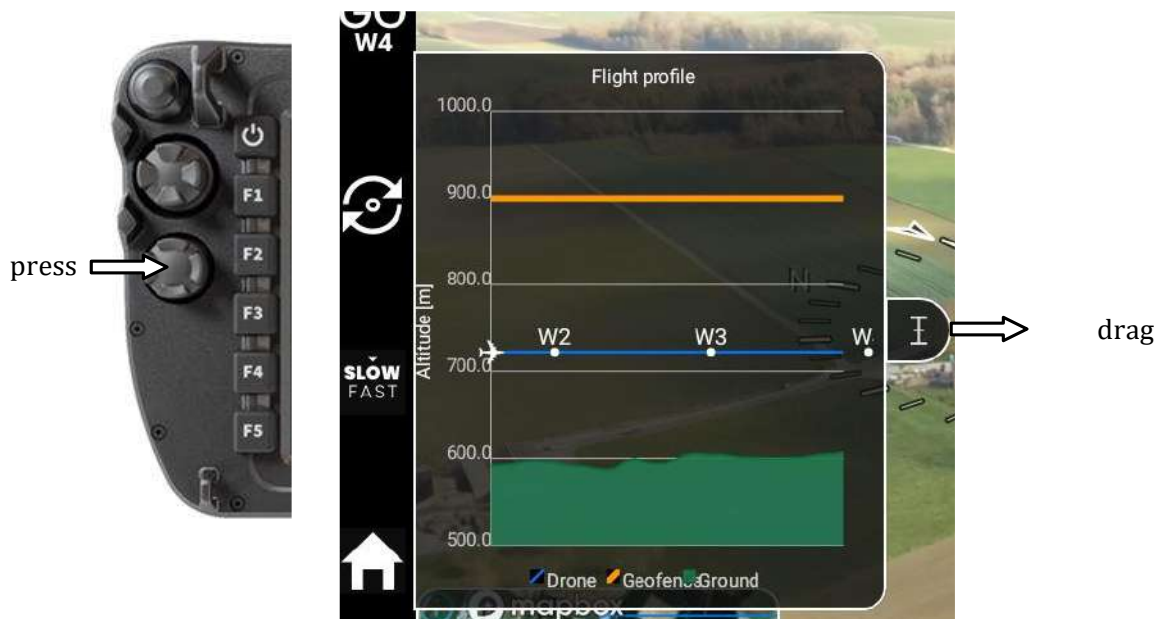 GO
W4
Flight profile
1000.0
900.0
800.0
700.0
600.0
500.0
Altitude [m]
N
W2
W3
W
F1
F2
F3
F4
F5
press
drag
SLOW
FAST
Drone
Geofence
Ground
mapbox